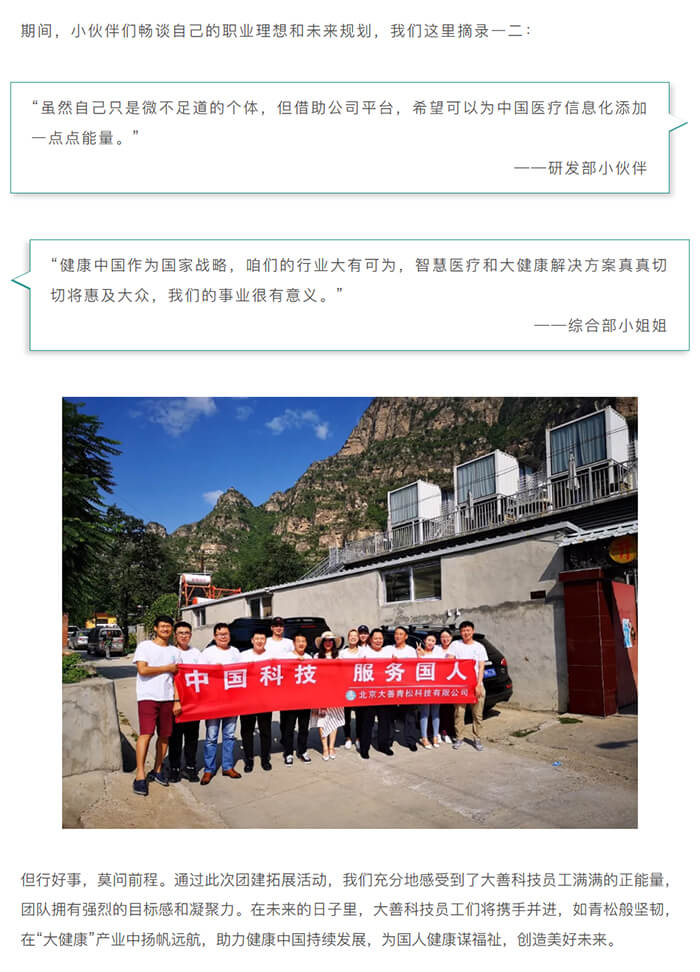 期间，小伙伴们畅谈自己的职业理想和未来规划，我们这里摘录一二：
“虽然自己只是微不足道的个体，但借助公司平台，希望可以为中国医疗信息化添加
一点点能量。”
——研发部小伙伴
“健康中国作为国家战略，咱们的行业大有可为，智慧医疗和大健康解决方案真真切
切将惠及大众，我们的事业很有意义。”
——综合部小姐姐
中国科技 服务国人
北京大善青松科技有限公司
但行好事，莫问前程。通过此次团建拓展活动，我们充分地感受到了大善科技员工满满的正能量，
团队拥有强烈的目标感和凝聚力。在未来的日子里，大善科技员工们将携手并进，如青松般坚韧，
在“大健康”产业中扬帆远航，助力健康中国持续发展，为国人健康谋福祉，创造美好未来。